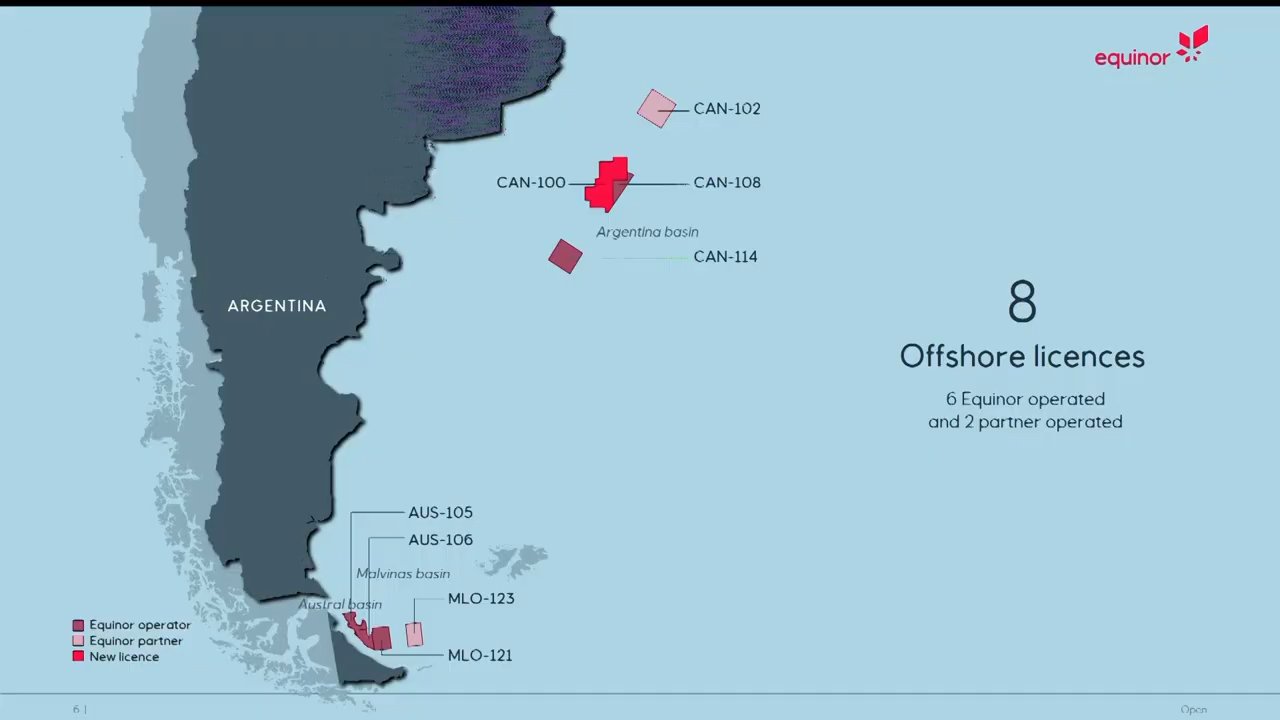 equinor
CAN-102
CAN-100
CAN-108
Argentina basin
CAN-114
ARGENTINA
8
Offshore licences
6 Equinor operated
and 2 partner operated
AUS-105
AUS-106
Malvinas basin
Austral basin
MLO-123
MLO-121
Equinor operator
Equinor partner
New licence
6 |
Open